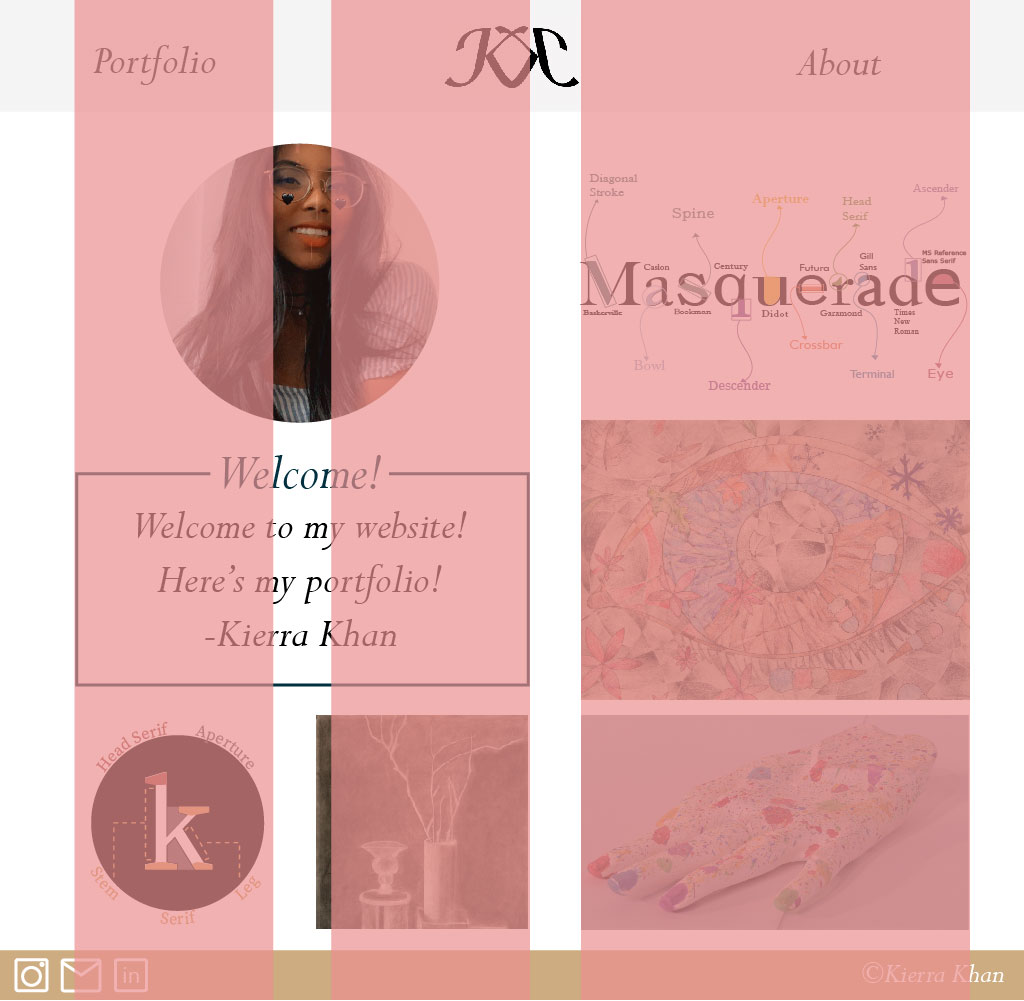 Portfolio
KK
About
Diagonal
Stroke
Spine
Aperture
Head
Serif
Ascender
Caslon
Century
Futura
Gill
Sans
MS Reference
Sans Serif
Masquerade
Baskerville
Bookman
Didot
Garamond
Times
New
Roman
Bowl
Descender
Crossbar
Terminal
Eye
Welcome!
Welcome to my website!
Here's my portfolio!
-Kierra Khan
Head Serif
Aperture
k
Stem
Serif
Leg
in
©Kierra Khan